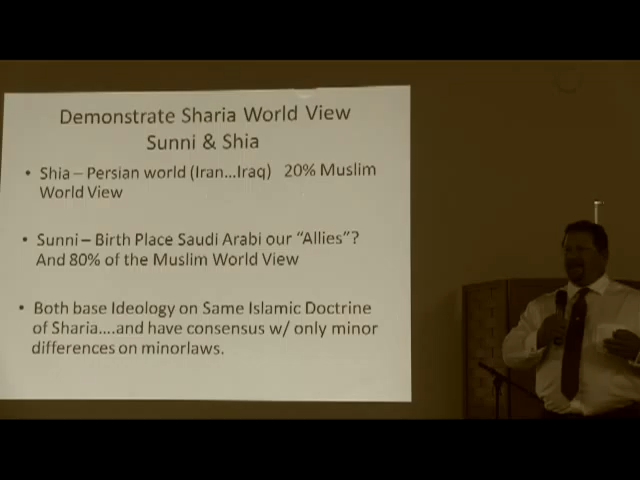 Demonstrate Sharia World View
Sunni & Shia
• Shia – Persian world (Iran...Iraq) 20% Muslim
World View
• Sunni – Birth Place Saudi Arabi our "Allies"?
And 80% of the Muslim World View
• Both base Ideology on Same Islamic Doctrine
of Sharia....and have consensus w/ only minor
differences on minorlaws.